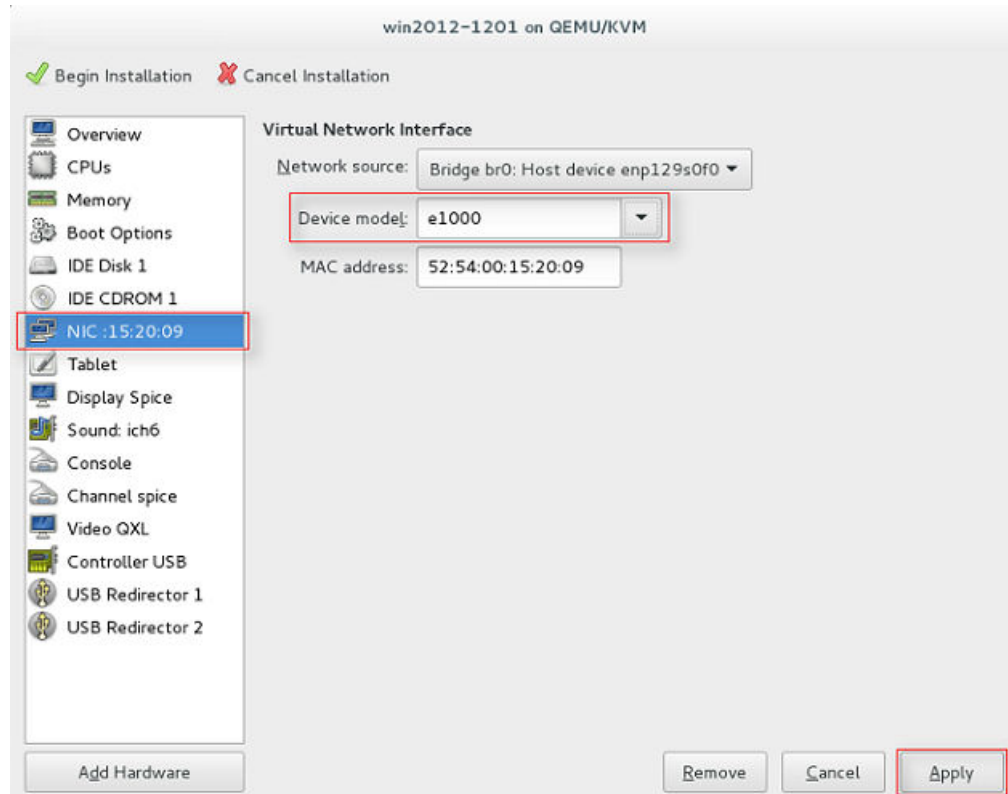 win2012-1201 on QEMU/KVM
Begin Installation Cancel Installation
Overview
CPUs
Memory
Boot Options
IDE Disk 1
IDE CDROM 1
NIC :15:20:09
Tablet
Display Spice
Sound: ich6
Console
Channel spice
Video QXL
Controller USB
USB Redirector 1
USB Redirector 2
Add Hardware
Virtual Network Interface
Network source: Bridge br0: Host device enp129s0f0
Device model: e1000
MAC address: 52:54:00:15:20:09
Remove Cancel Apply